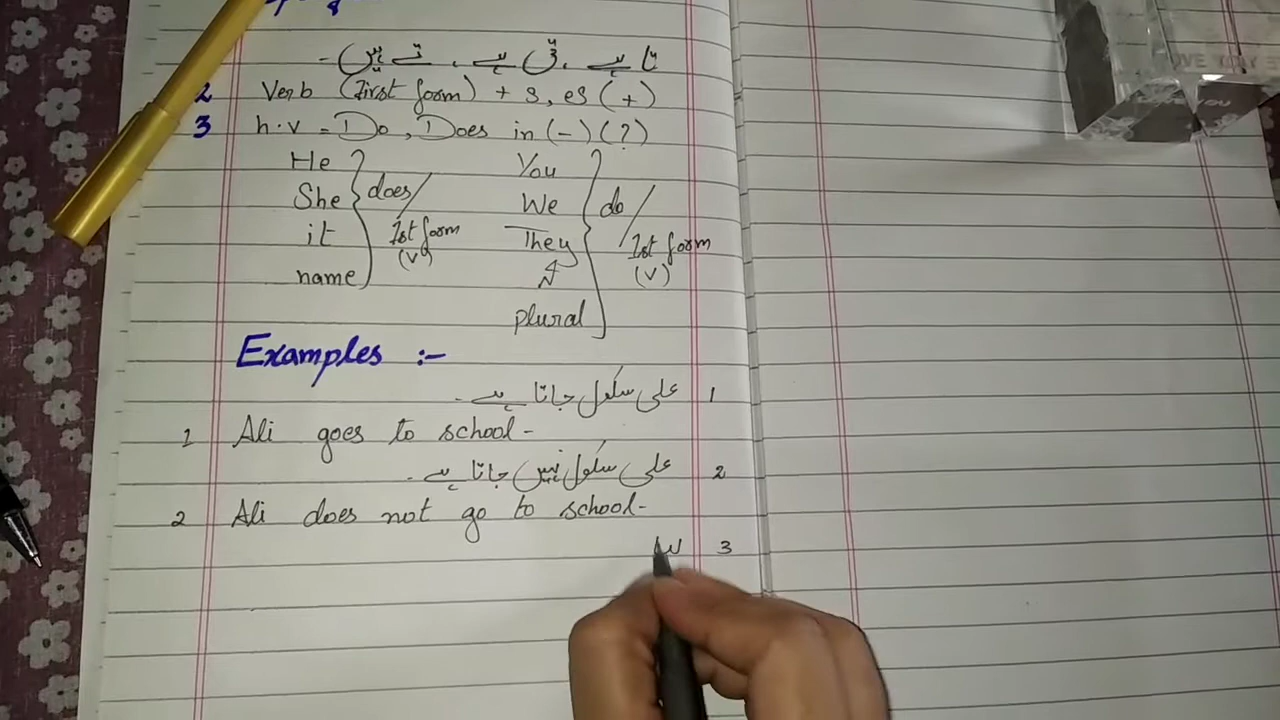 تا ہے ، تی ہے ، تے ہیں -
2 Verb (First form) + s, es (+)
3 h.v = Do, Does in (-) (?)
He She it name } does / Ist form (v)
You We They plural } do / Ist form (v)
Examples :-
1 علی سکول جاتا ہے -
1 Ali goes to school -
2 علی سکول نہیں جاتا ہے -
2 Ali does not go to school -
3